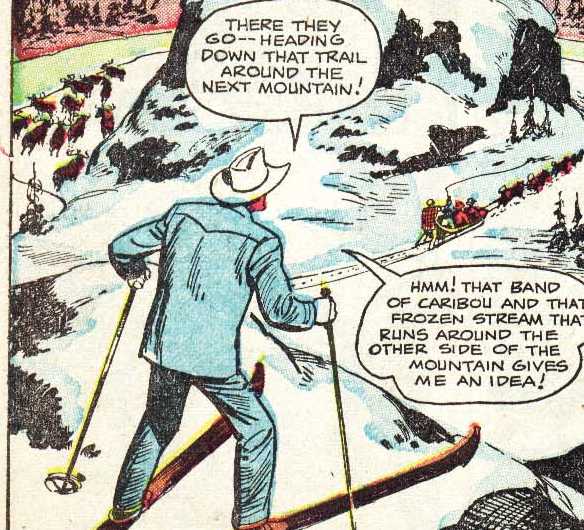 THERE THEY
GO--HEADING
DOWN THAT TRAIL
AROUND THE
NEXT MOUNTAIN!
HMM! THAT BAND
OF CARIBOU AND THAT
FROZEN STREAM THAT
RUNS AROUND THE
OTHER SIDE OF THE
MOUNTAIN GIVES
ME AN IDEA!